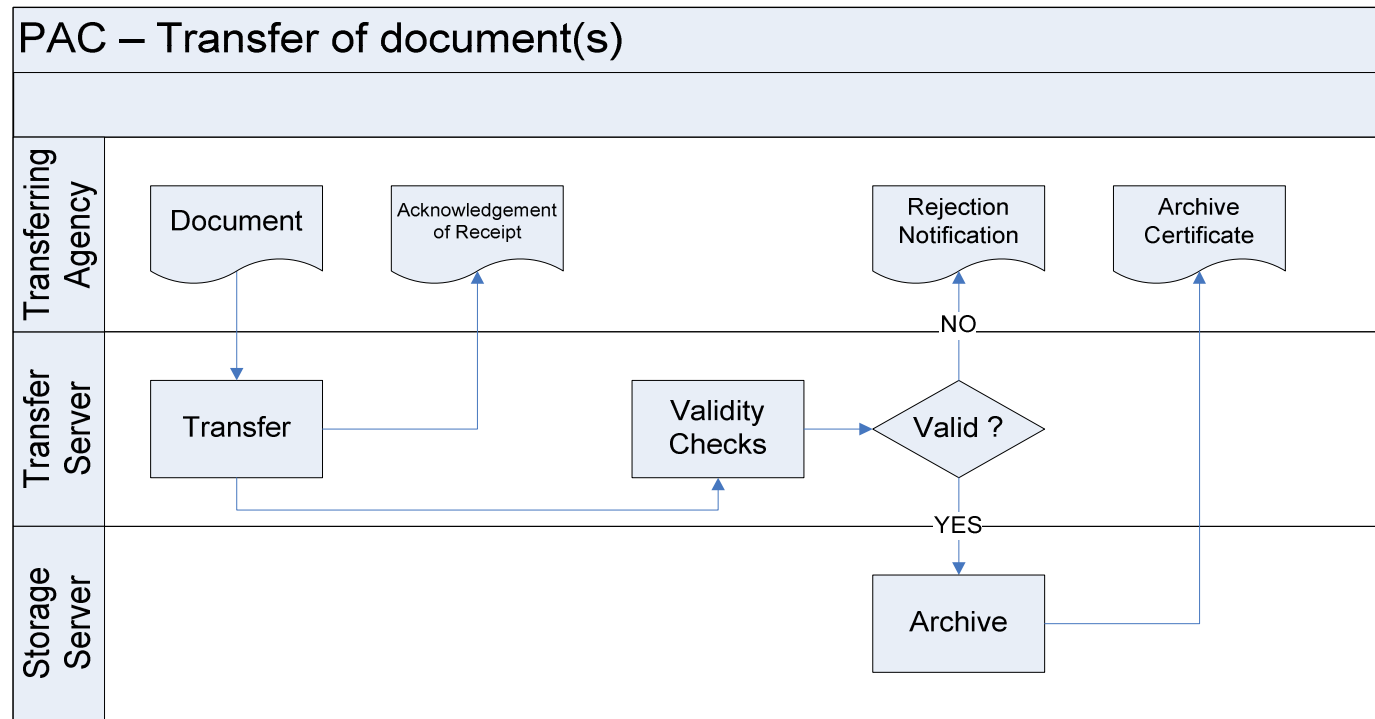 PAC – Transfer of document(s)
Transferring
Agency
Document
Acknowledgement
of Receipt
Rejection
Notification
Archive
Certificate
NO
Transfer
Server
Transfer
Validity
Checks
Valid ?
YES
Storage
Server
Archive